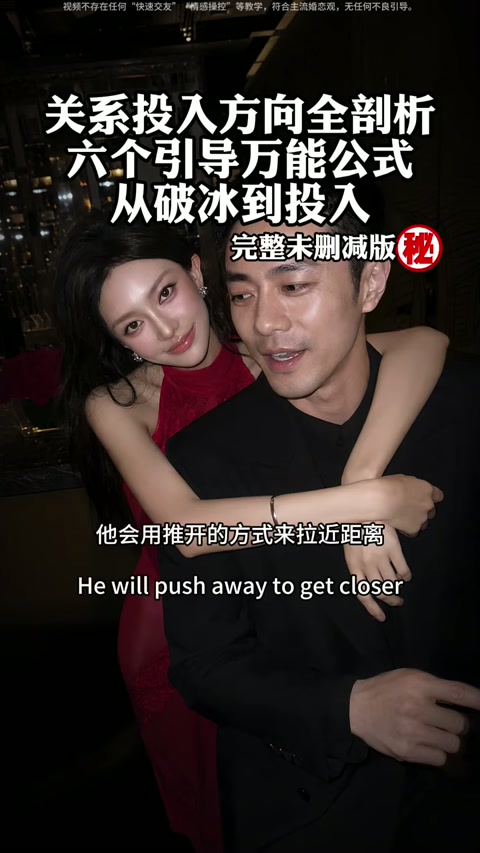 视频不存在任何“快速交友”“情感操控”等教学，符合主流婚恋观，无任何不良引导。
关系投入方向全剖析
六个引导万能公式
从破冰到投入
完整未删减版 秘
他会用推开的方式来拉近距离
He will push away to get closer